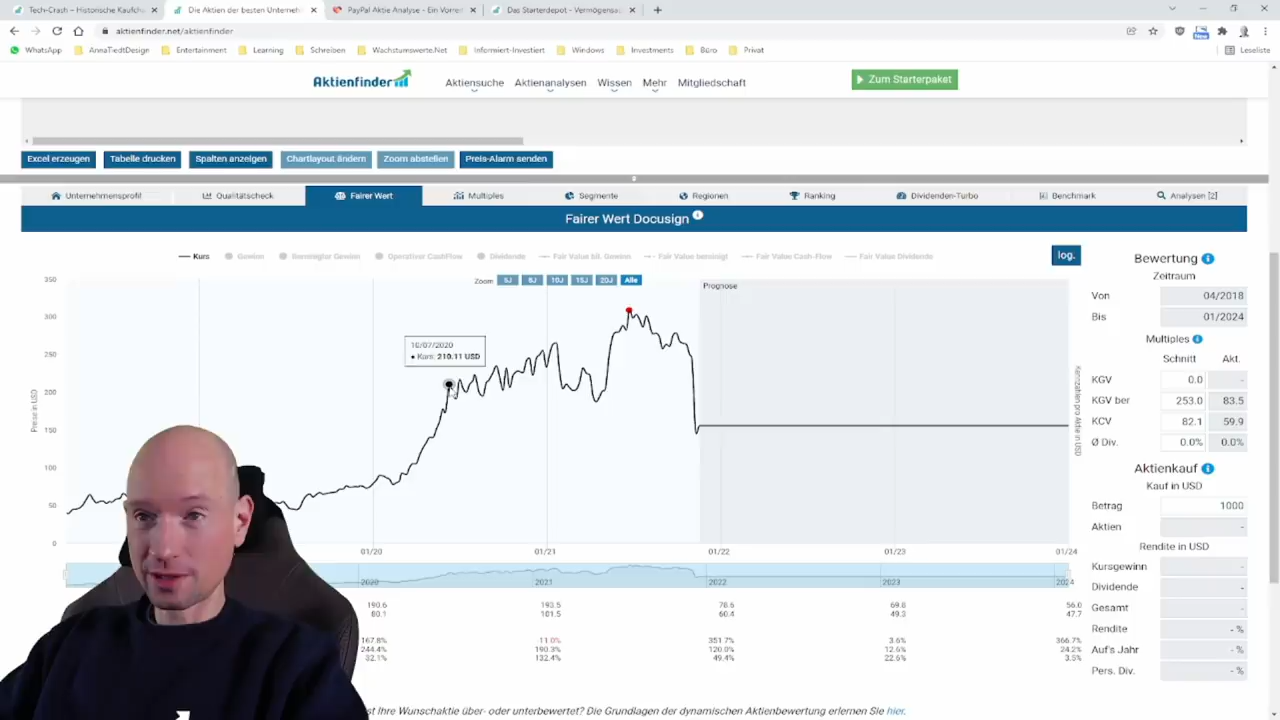 Tech-Crash – Historische Kaufch
Die Aktien der besten Unterneh
PayPal Aktie Analyse - Ein Vorre
Das Starterdepot - Vermögensau
aktienfinder.net/aktienfinder
New
WhatsApp AnnaTiedtDesign Entertainment Learning Schreiben Wachstumswerte.Net Informiert-Investiert Windows Investments Büro Privat Leseliste
Aktienfinder Aktiensuche Aktienanalysen Wissen Mehr Mitgliedschaft Zum Starterpaket
Excel erzeugen Tabelle drucken Spalten anzeigen Chartlayout ändern Zoom abstellen Preis-Alarm senden
Unternehmensprofil Qualitätscheck Fairer Wert Multiples Segmente Regionen Ranking Dividenden-Turbo Benchmark Analysen [2]
Fairer Wert Docusign
Kurs Gewinn Bereinigter Gewinn Operativer CashFlow Dividende Fair Value bil. Gewinn Fair Value bereinigt Fair Value Cash-Flow Fair Value Dividende
log.
Zoom: 5J 8J 10J 15J 20J Alle
Prognose
350
300
250
200
150
100
50
0
Preise in USD
10/07/2020
Kurs: 210.11 USD
Kennzahlen pro Aktie in USD
01/20 01/21 01/22 01/23 01/24
2020 2021 2022 2023 2024
190.6 193.5 78.6 69.8 56.0
80.1 101.5 60.4 49.3 47.7
167.8% 11.0% 351.7% 3.6% 366.7%
244.4% 190.3% 120.0% 12.6% 24.2%
32.1% 132.4% 49.4% 22.6% 3.5%
Bewertung
Zeitraum
Von 04/2018
Bis 01/2024
Multiples
Schnitt Akt.
KGV 0.0 -
KGV ber 253.0 83.5
KCV 82.1 59.9
Ø Div. 0.0% 0.0%
Aktienkauf
Kauf in USD
Betrag 1000
Aktien -
Rendite in USD
Kursgewinn -
Dividende -
Gesamt -
Rendite - %
Auf's Jahr - %
Pers. Div. - %
st Ihre Wunschaktie über- oder unterbewertet? Die Grundlagen der dynamischen Aktienbewertung erlernen Sie hier.